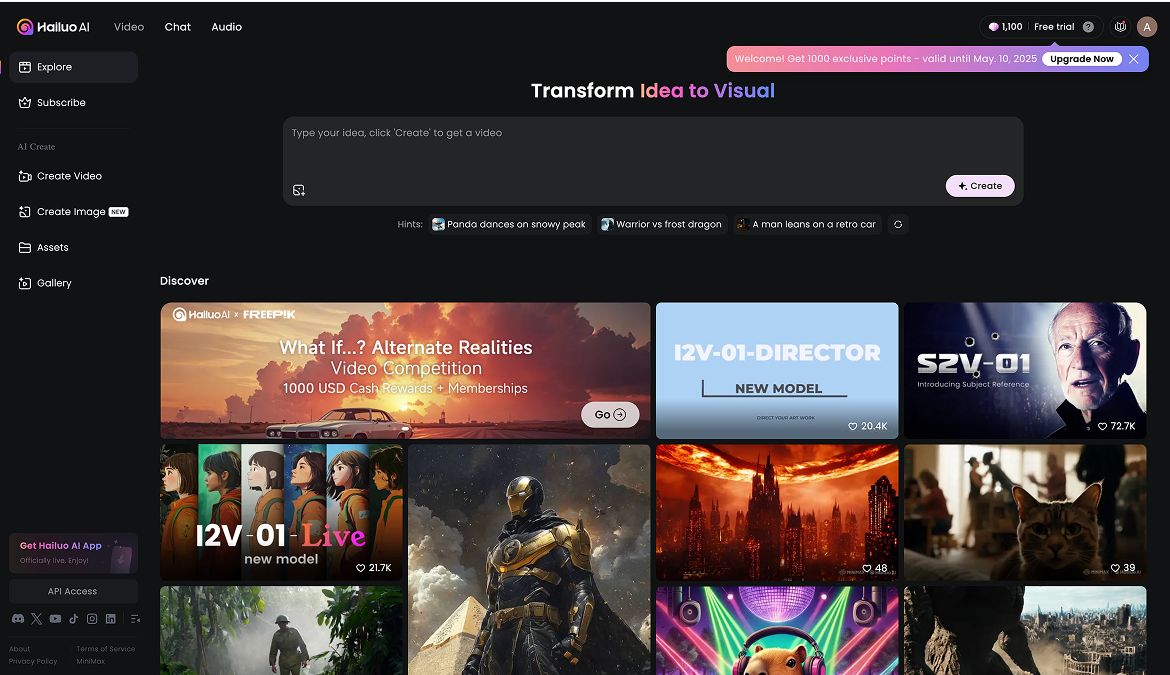 Hailuo AI
Video
Chat
Audio
1,100
Free trial
?
A
Welcome! Get 1000 exclusive points – valid until May. 10, 2025
Upgrade Now
Explore
Subscribe
AI Create
Create Video
Create Image NEW
Assets
Gallery
Transform Idea to Visual
Type your idea, click 'Create' to get a video
Create
Hints:
Panda dances on snowy peak
Warrior vs frost dragon
A man leans on a retro car
Discover
Hailuo AI x FREEPIK
What If...? Alternate Realities
Video Competition
1000 USD Cash Rewards + Memberships
Go
I2V-01-DIRECTOR
NEW MODEL
DIRECT YOUR ART WORK
20.4K
S2V-01
Introducing Subject Reference
72.7K
I2V-01-Live
new model
21.7K
48
39
Get Hailuo AI App
Officially live. Enjoy!
API Access
About
Terms of Service
Privacy Policy
MiniMax